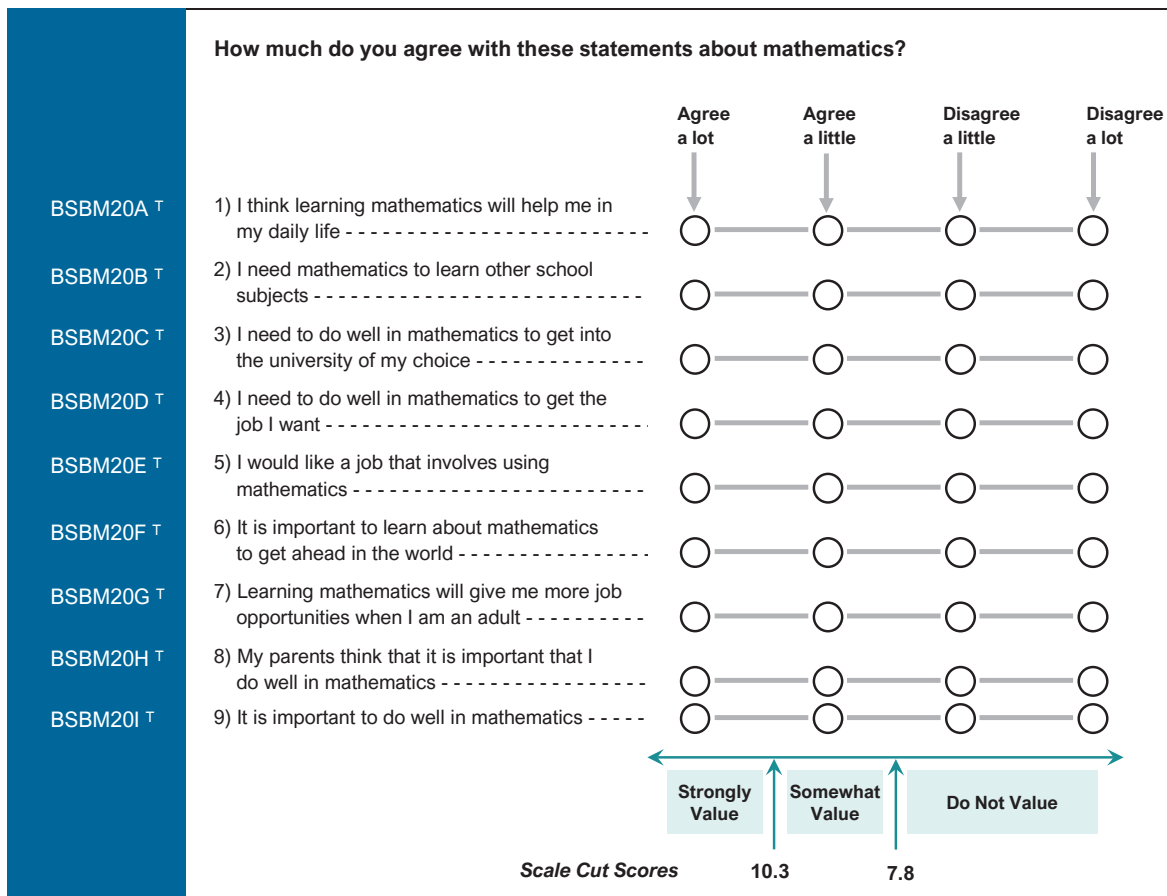 How much do you agree with these statements about mathematics?
Agree a lot
Agree a little
Disagree a little
Disagree a lot
BSBM20A ᵀ
1) I think learning mathematics will help me in
my daily life - - - - - - - - - - - - - - - - - - - - - - - - - -
BSBM20B ᵀ
2) I need mathematics to learn other school
subjects - - - - - - - - - - - - - - - - - - - - - - - - - - - -
BSBM20C ᵀ
3) I need to do well in mathematics to get into
the university of my choice - - - - - - - - - - - - - -
BSBM20D ᵀ
4) I need to do well in mathematics to get the
job I want - - - - - - - - - - - - - - - - - - - - - - - - - - -
BSBM20E ᵀ
5) I would like a job that involves using
mathematics - - - - - - - - - - - - - - - - - - - - - - - - -
BSBM20F ᵀ
6) It is important to learn about mathematics
to get ahead in the world - - - - - - - - - - - - - - - -
BSBM20G ᵀ
7) Learning mathematics will give me more job
opportunities when I am an adult - - - - - - - - - -
BSBM20H ᵀ
8) My parents think that it is important that I
do well in mathematics - - - - - - - - - - - - - - - - -
BSBM20I ᵀ
9) It is important to do well in mathematics - - - - -
Strongly Value
Somewhat Value
Do Not Value
Scale Cut Scores 10.3 7.8